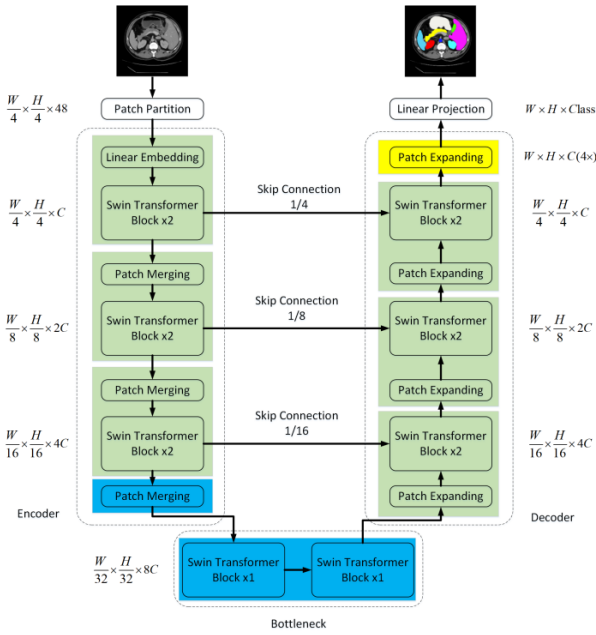 W/4 × H/4 × 48
Patch Partition
Linear Projection
W × H × Class
Linear Embedding
Patch Expanding
W × H × C(4×)
W/4 × H/4 × C
Swin Transformer
Block x2
Skip Connection
1/4
Swin Transformer
Block x2
W/4 × H/4 × C
Patch Merging
Patch Expanding
W/8 × H/8 × 2C
Swin Transformer
Block x2
Skip Connection
1/8
Swin Transformer
Block x2
W/8 × H/8 × 2C
Patch Merging
Patch Expanding
W/16 × H/16 × 4C
Swin Transformer
Block x2
Skip Connection
1/16
Swin Transformer
Block x2
W/16 × H/16 × 4C
Patch Merging
Patch Expanding
Encoder
Decoder
W/32 × H/32 × 8C
Swin Transformer
Block x1
Swin Transformer
Block x1
Bottleneck